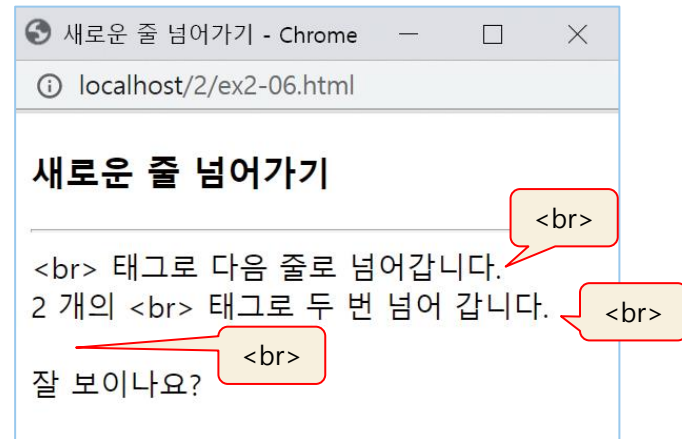 새로운 줄 넘어가기 - Chrome
localhost/2/ex2-06.html
새로운 줄 넘어가기
<br>
<br> 태그로 다음 줄로 넘어갑니다.
2 개의 <br> 태그로 두 번 넘어 갑니다.
<br>
<br>
잘 보이나요?